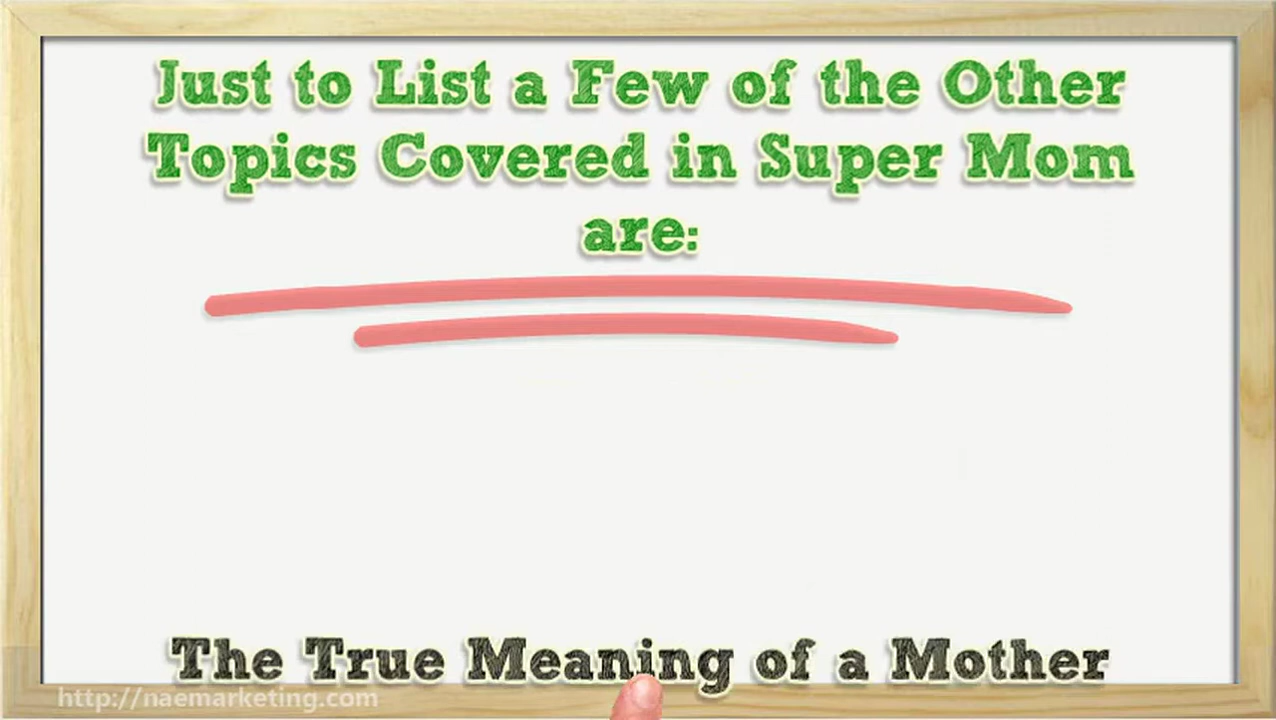 Just to List a Few of the Other
Topics Covered in Super Mom
are:
The True Meaning of a Mother
http://naemarketing.com